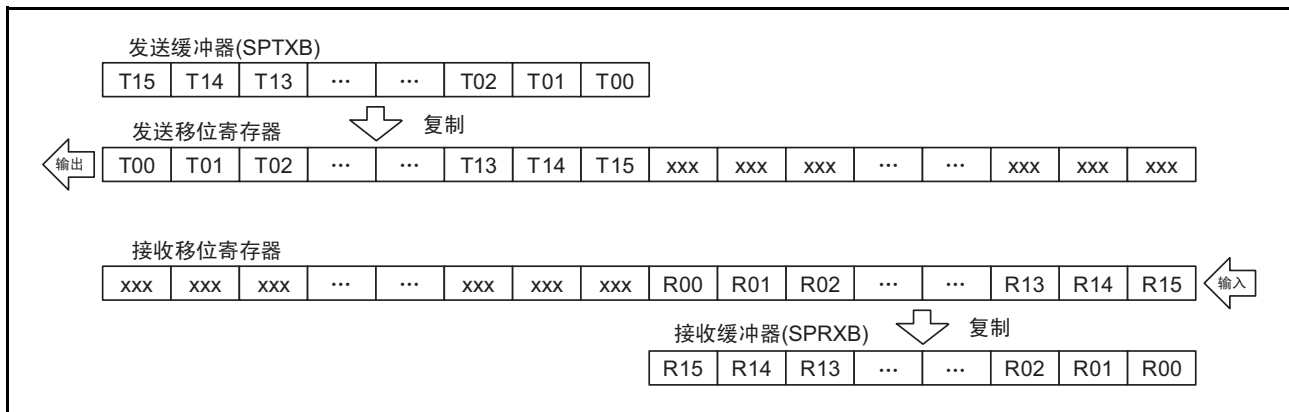 发送缓冲器(SPTXB)
T15 T14 T13 … … T02 T01 T00
复制
发送移位寄存器
输出 T00 T01 T02 … … T13 T14 T15 xxx xxx xxx … … xxx xxx xxx
接收移位寄存器
xxx xxx xxx … … xxx xxx xxx R00 R01 R02 … … R13 R14 R15 输入
接收缓冲器(SPRXB) 复制
R15 R14 R13 … … R02 R01 R00